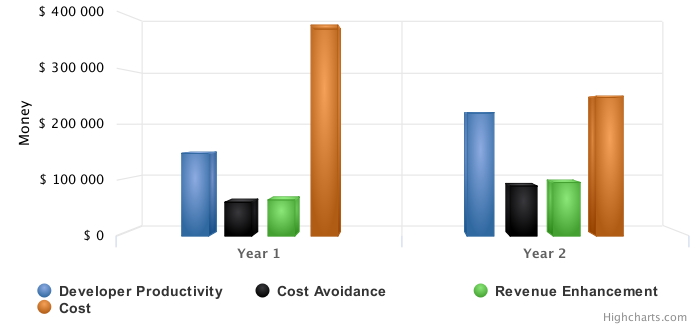 $ 400 000
$ 300 000
$ 200 000
$ 100 000
$ 0
Money
Year 1
Year 2
Developer Productivity
Cost Avoidance
Revenue Enhancement
Cost
Highcharts.com